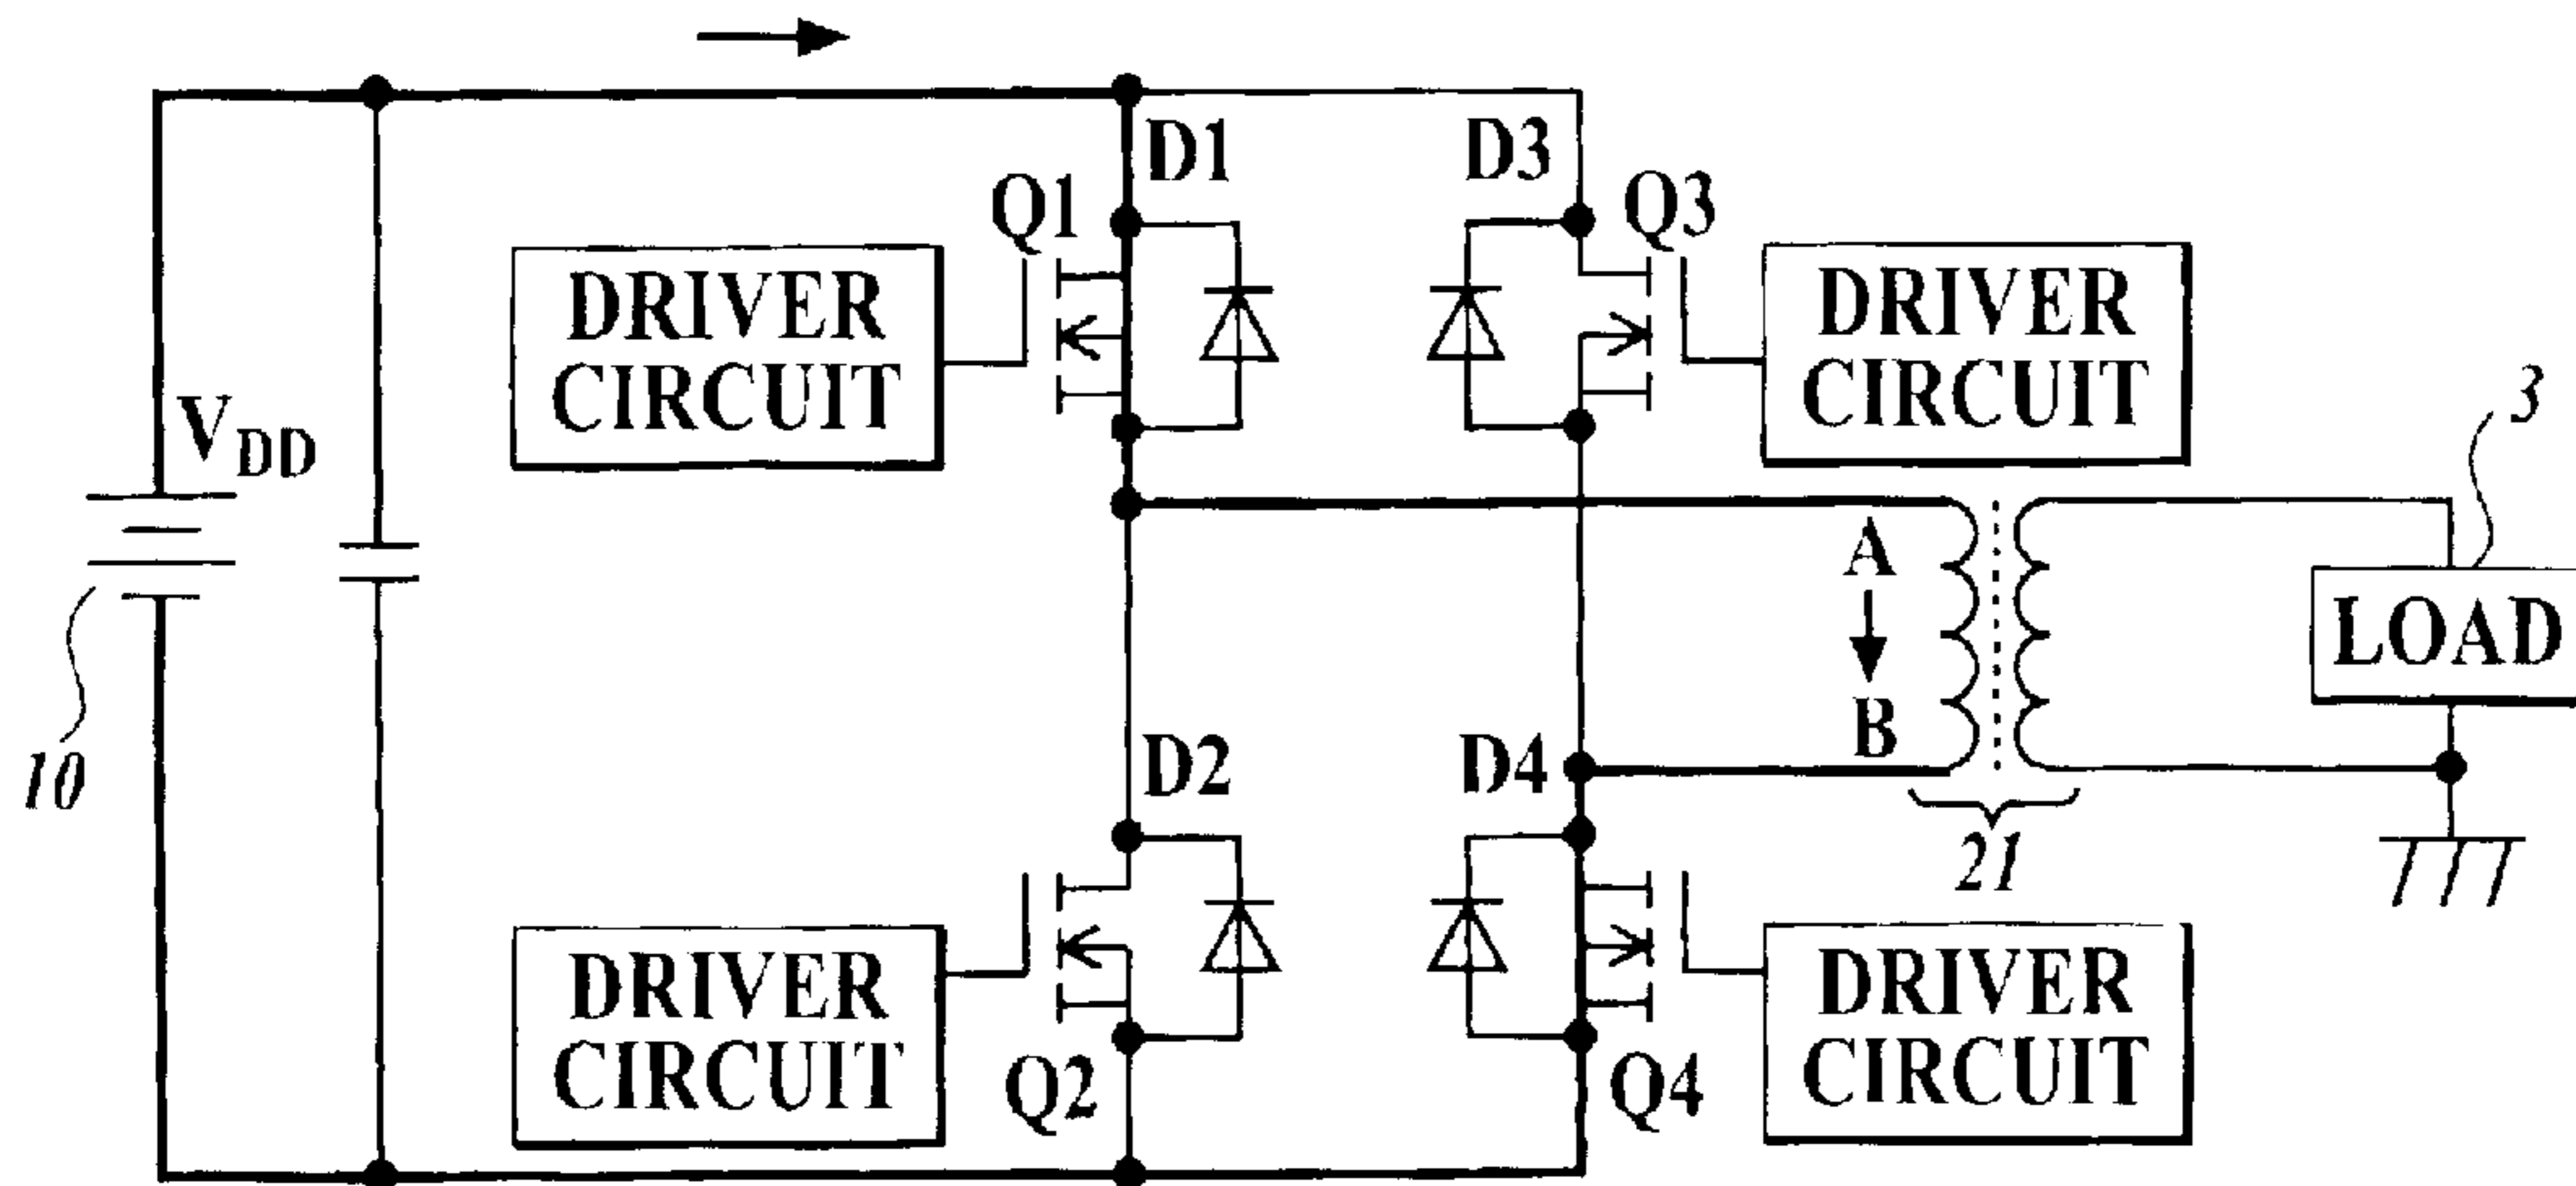 D1
D3
Q1
Q3
DRIVER
CIRCUIT
DRIVER
CIRCUIT
3
VDD
A
LOAD
B
10
D2
D4
21
DRIVER
CIRCUIT
DRIVER
CIRCUIT
Q2
Q4